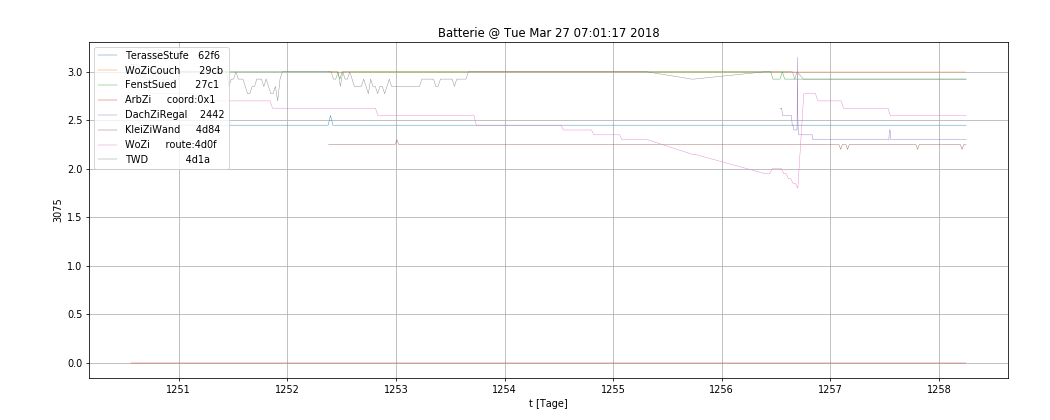 Batterie @ Tue Mar 27 07:01:17 2018
TerasseStufe 62f6
WoZiCouch 29cb
FenstSued 27c1
ArbZi coord:0x1
DachZiRegal 2442
KleiZiWand 4d84
WoZi route:4d0f
TWD 4d1a
3.0
2.5
2.0
1.5
1.0
0.5
0.0
3075
1251 1252 1253 1254 1255 1256 1257 1258
t [Tage]